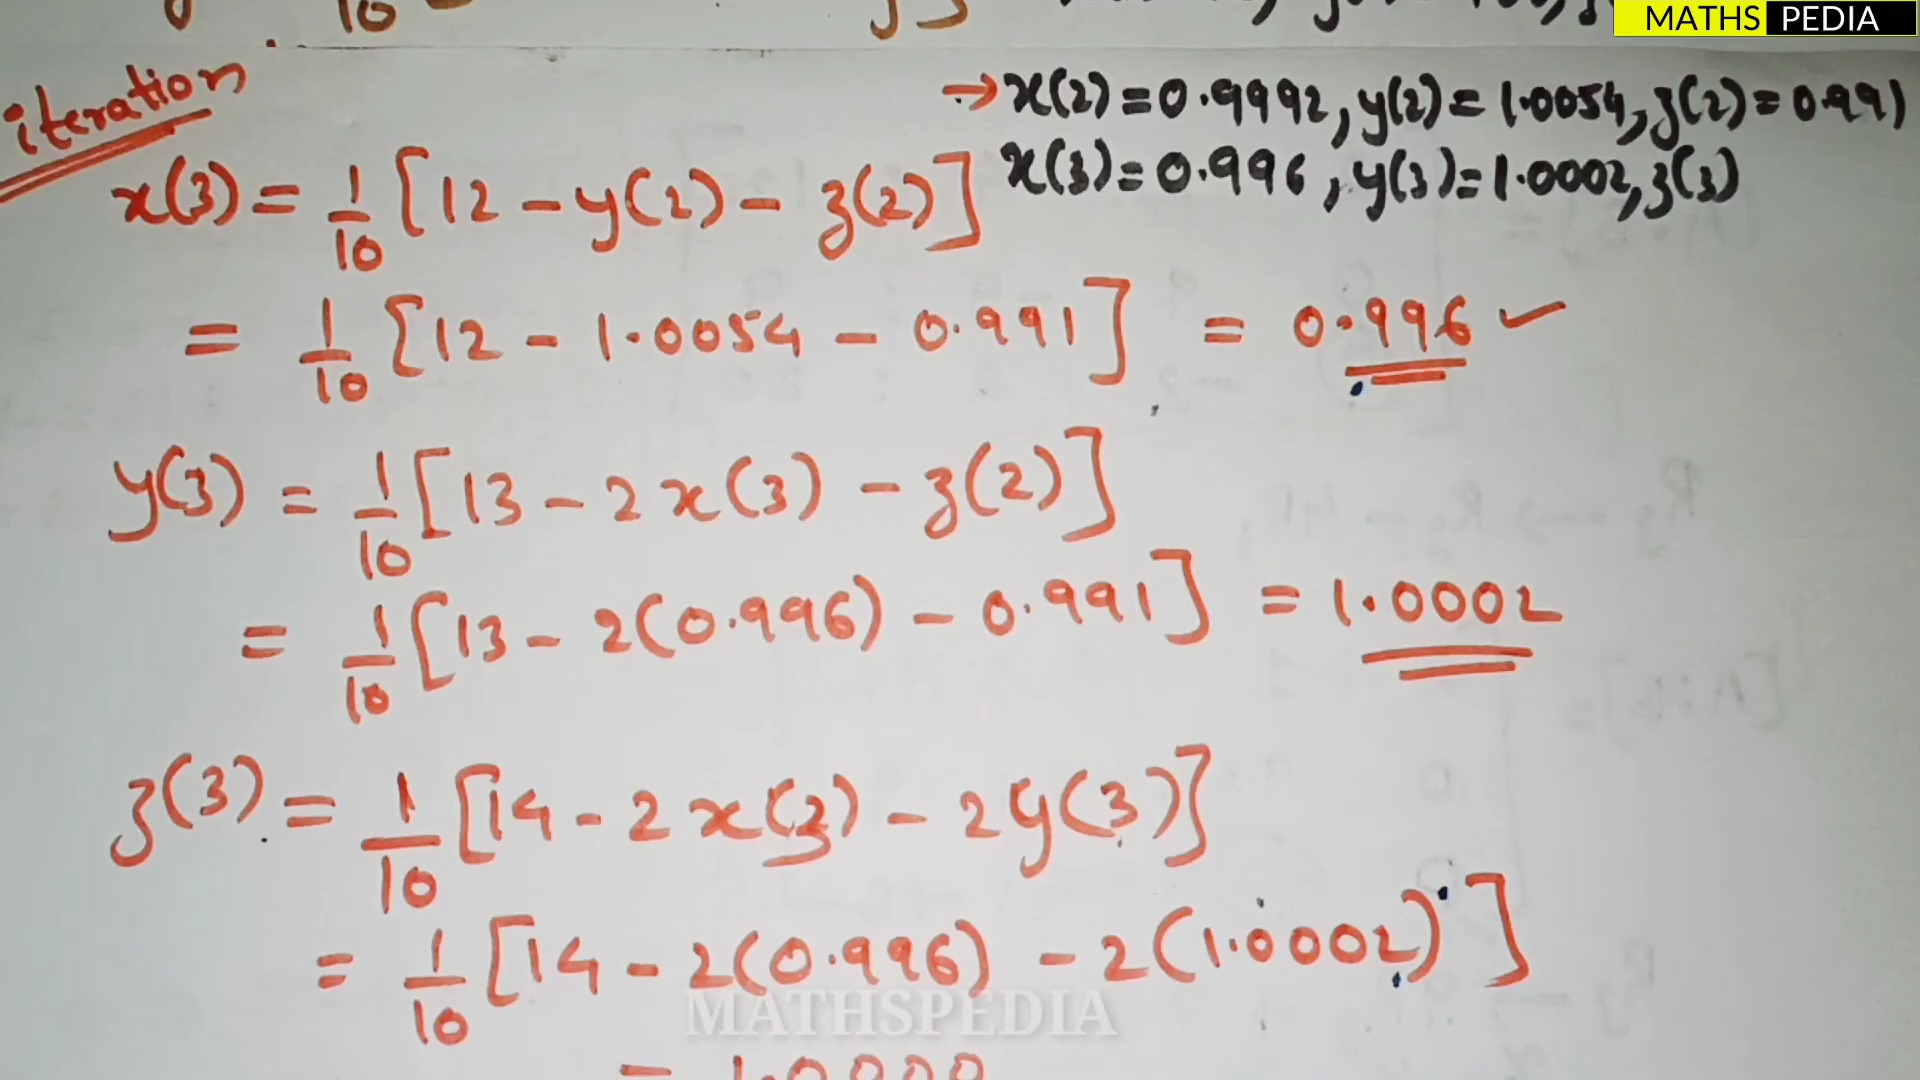 MATHS PEDIA
iteration
→ x(2) = 0.9992, y(2) = 1.0054, z(2) = 0.991
x(3) = 0.996, y(3) = 1.0002, z(3)
x(3) = 1/10 [12 - y(2) - z(2)]
= 1/10 [12 - 1.0054 - 0.991] = 0.996 ✓
y(3) = 1/10 [13 - 2x(3) - z(2)]
= 1/10 [13 - 2(0.996) - 0.991] = 1.0002
z(3) = 1/10 [14 - 2x(3) - 2y(3)]
= 1/10 [14 - 2(0.996) - 2(1.0002)]
MATHSPEDIA